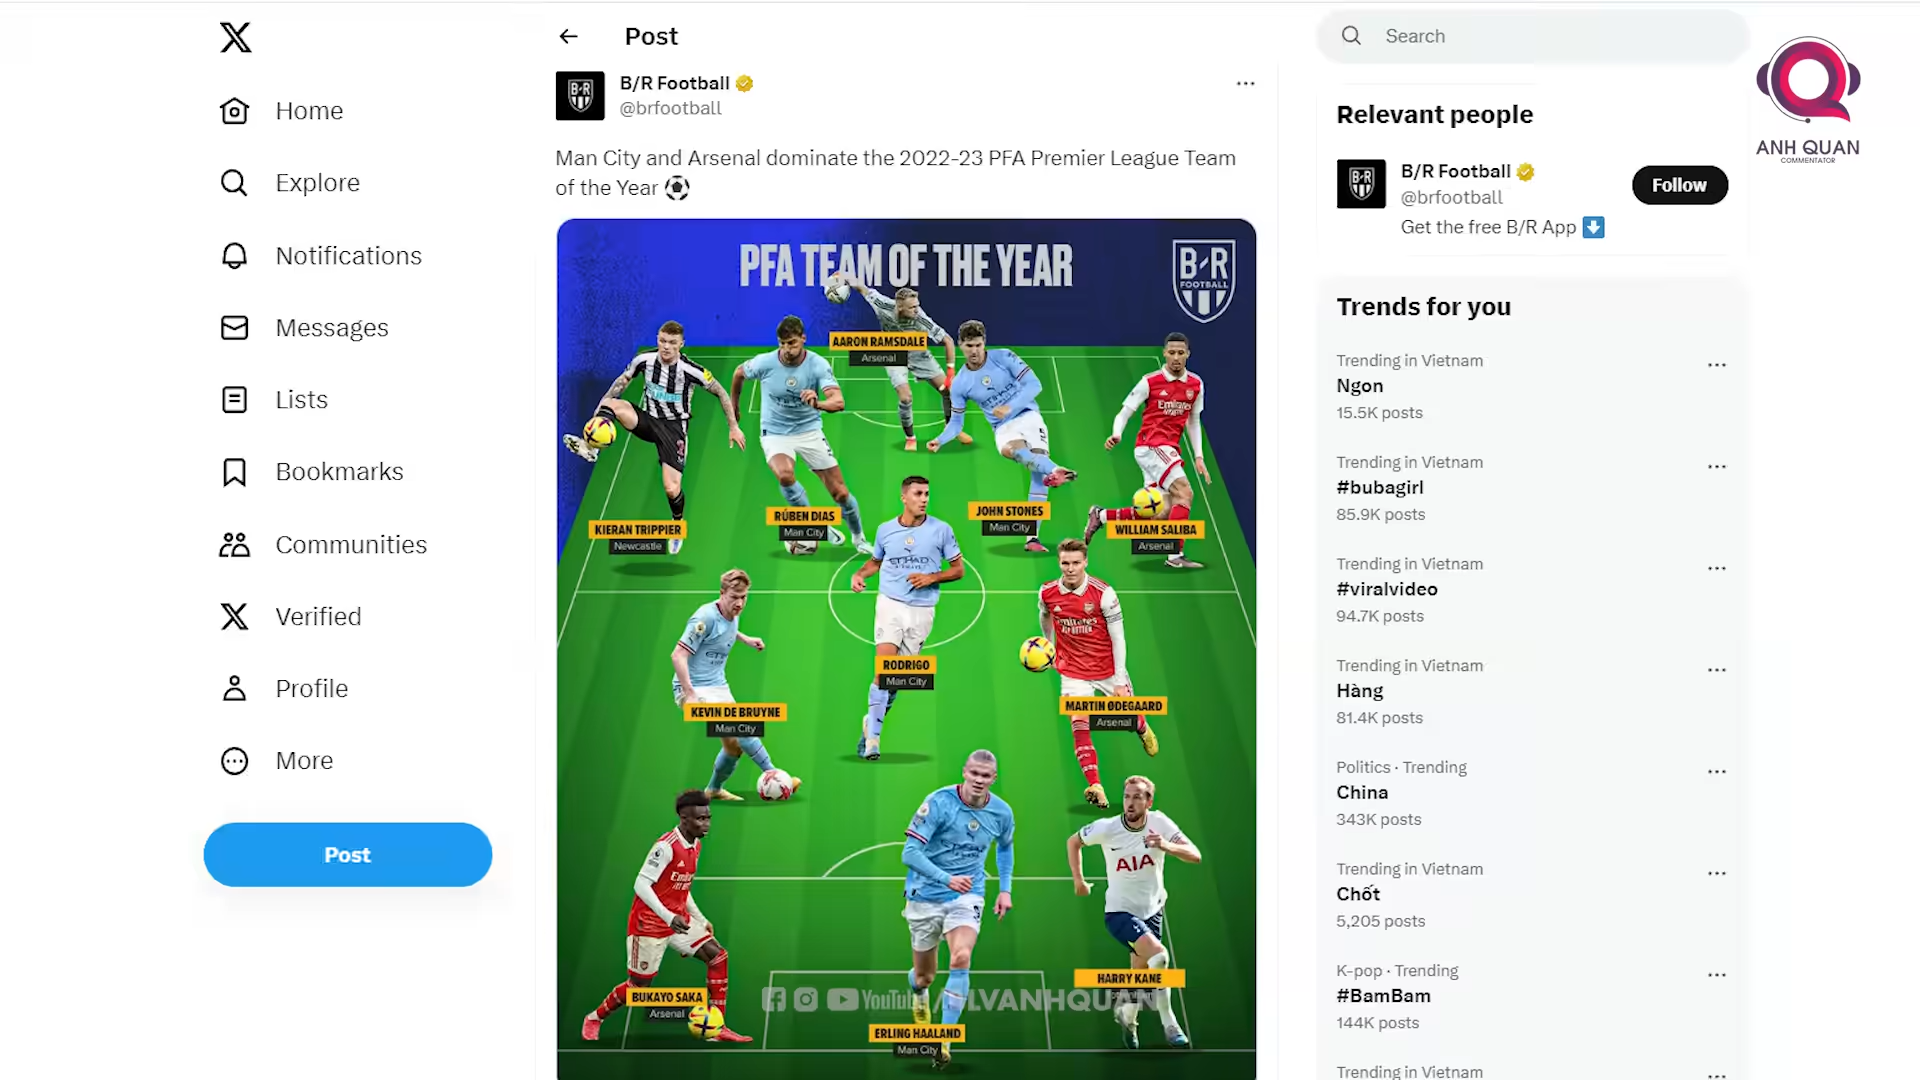 Home
Explore
Notifications
Messages
Lists
Bookmarks
Communities
Verified
Profile
More
Post
Post
B/R Football
@brfootball
Man City and Arsenal dominate the 2022-23 PFA Premier League Team
of the Year
PFA TEAM OF THE YEAR
B/R
FOOTBALL
AARON RAMSDALE
Arsenal
KIERAN TRIPPIER
Newcastle
RÚBEN DIAS
Man City
JOHN STONES
Man City
WILLIAM SALIBA
Arsenal
RODRIGO
Man City
KEVIN DE BRUYNE
Man City
MARTIN ØDEGAARD
Arsenal
BUKAYO SAKA
Arsenal
ERLING HAALAND
Man City
HARRY KANE
AIA
YouTube /BLVANHQUAN
Search
Relevant people
B/R Football
@brfootball
Get the free B/R App
Follow
Trends for you
Trending in Vietnam
Ngon
15.5K posts
Trending in Vietnam
#bubagirl
85.9K posts
Trending in Vietnam
#viralvideo
94.7K posts
Trending in Vietnam
Hàng
81.4K posts
Politics · Trending
China
343K posts
Trending in Vietnam
Chốt
5,205 posts
K-pop · Trending
#BamBam
144K posts
Trending in Vietnam
ANH QUAN
COMMENTATOR